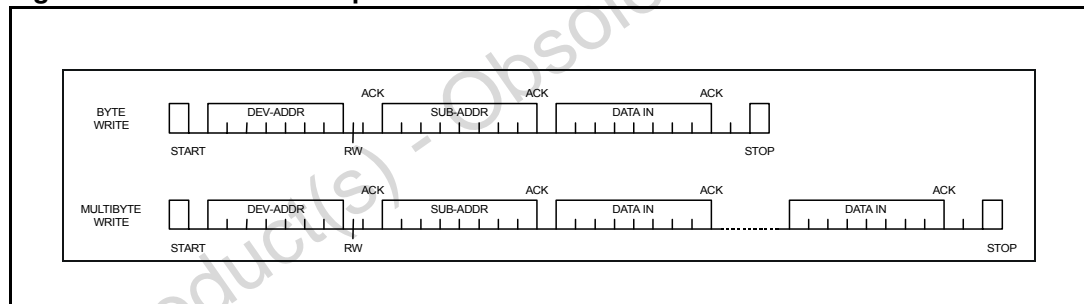 ACK ACK ACK
BYTE WRITE DEV-ADDR SUB-ADDR DATA IN
START RW STOP
ACK ACK ACK ACK
MULTIBYTE WRITE DEV-ADDR SUB-ADDR DATA IN DATA IN
START RW STOP